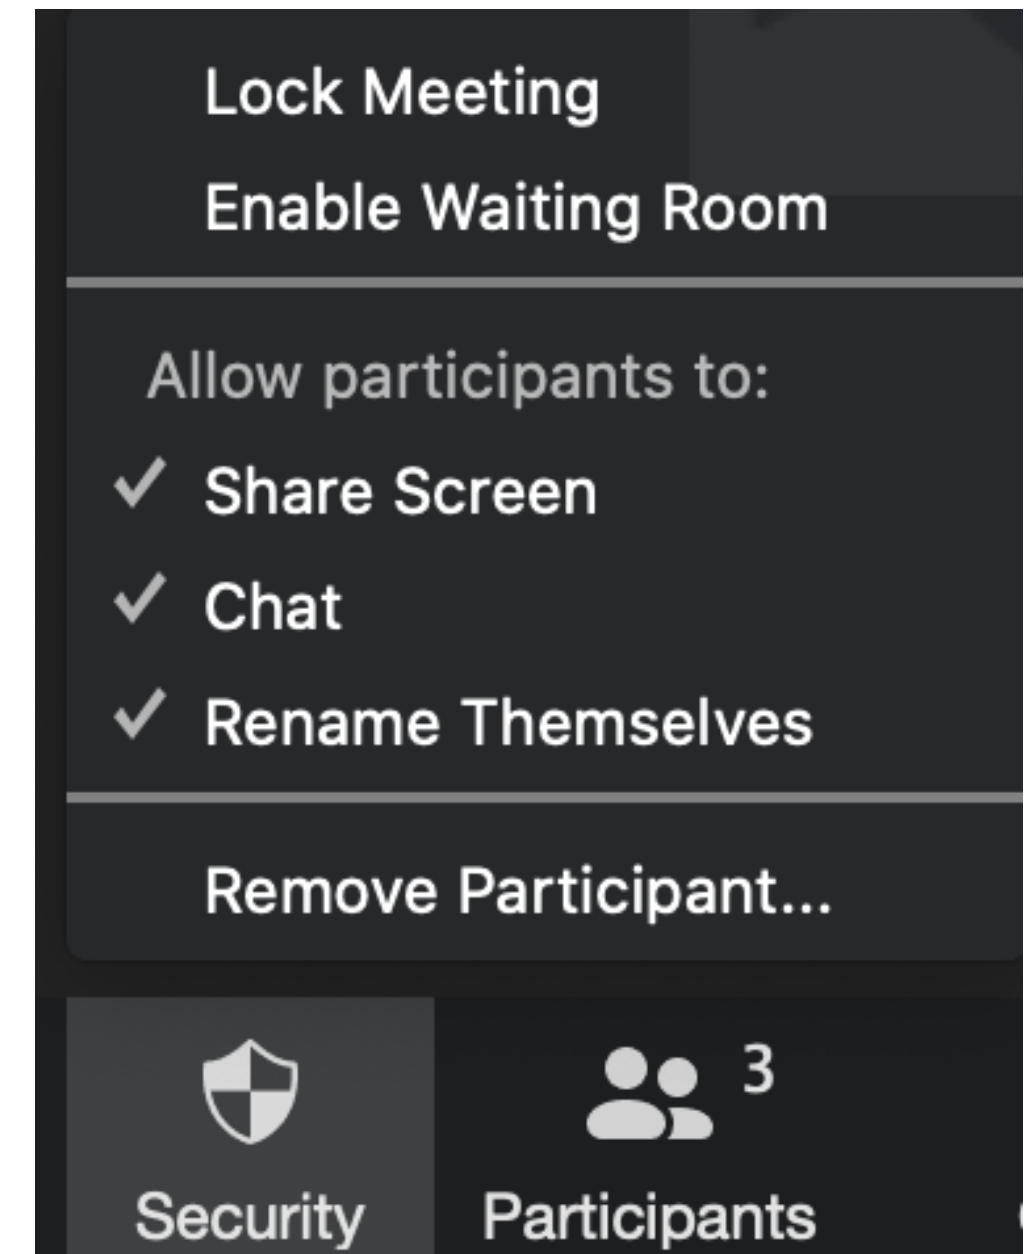 Lock Meeting
Enable Waiting Room
Allow participants to:
Share Screen
Chat
Rename Themselves
Remove Participant...
3
Security
Participants